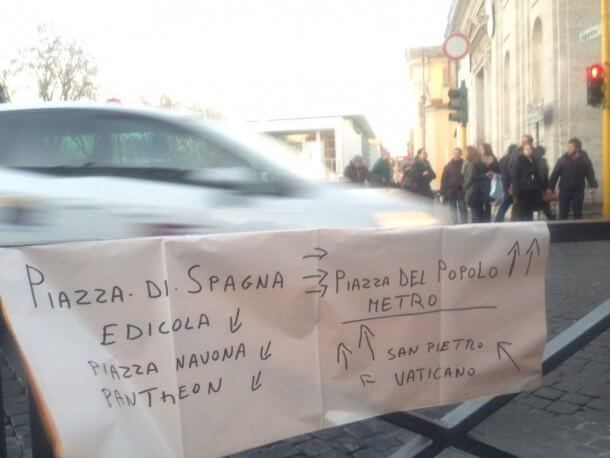 PIAZZA. DI. SPAGNA →→→
EDICOLA ↙
PIAZZA NAVONA ↙
PANThEON ↙
PIAZZA DEL POPOLO ↑↑
METRO
↑↑ SAN PIETRO ↖
↖ VATICANO